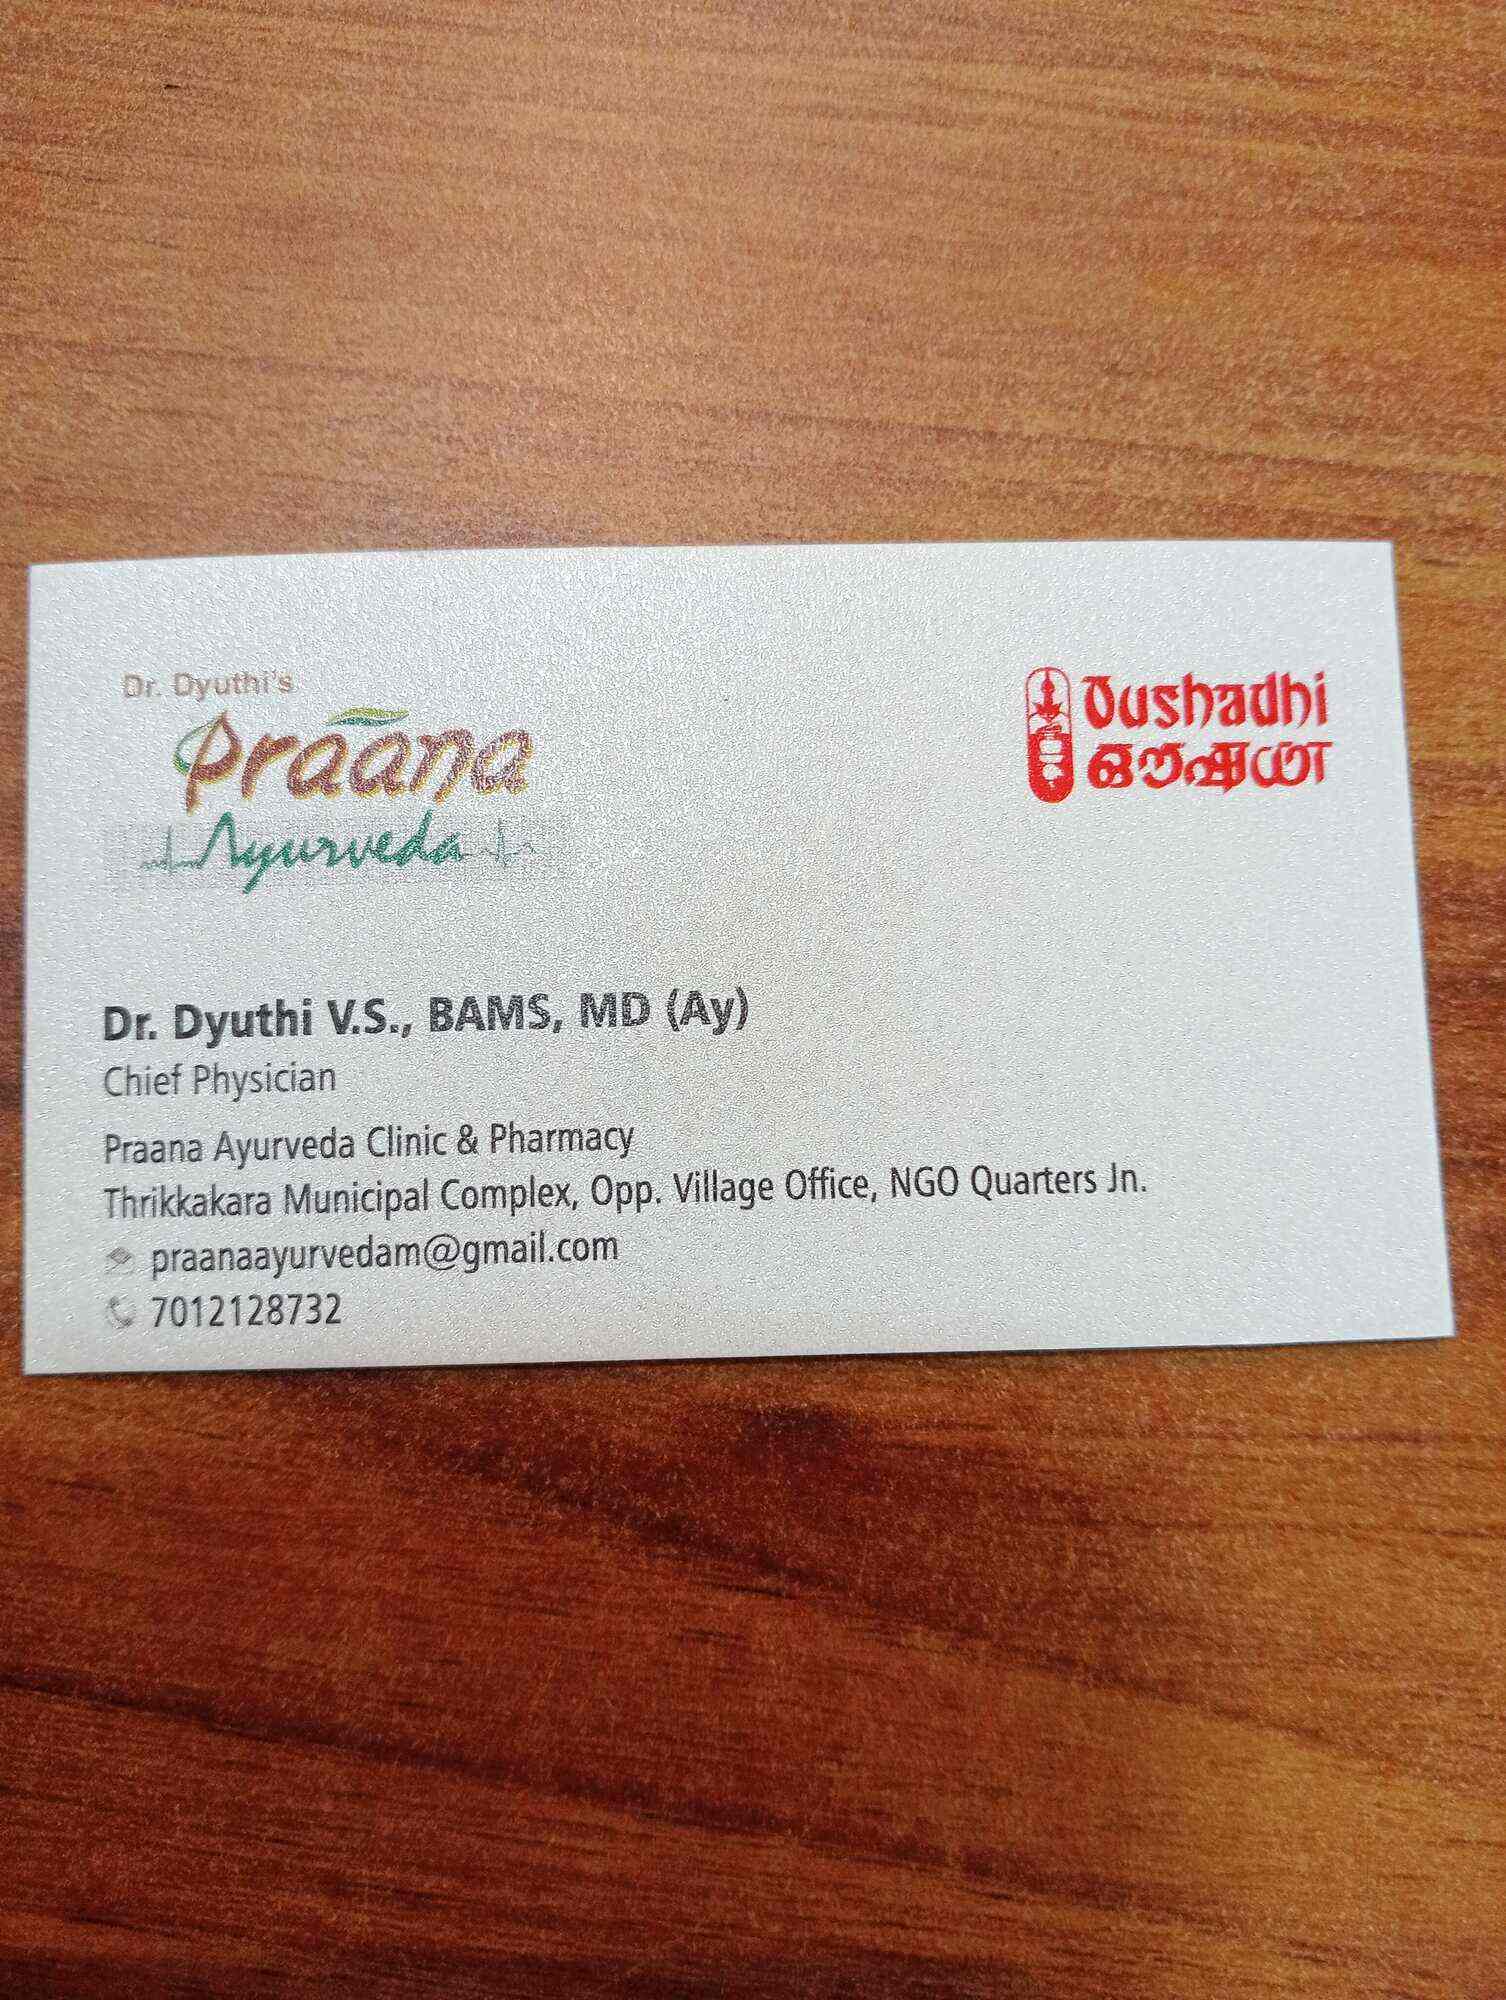 Dr. Dyuthi's
Praana
Ayurveda
Oushadhi
ഔഷധി
Dr. Dyuthi V.S., BAMS, MD (Ay)
Chief Physician
Praana Ayurveda Clinic & Pharmacy
Thrikkakara Municipal Complex, Opp. Village Office, NGO Quarters Jn.
praanaayurvedam@gmail.com
7012128732